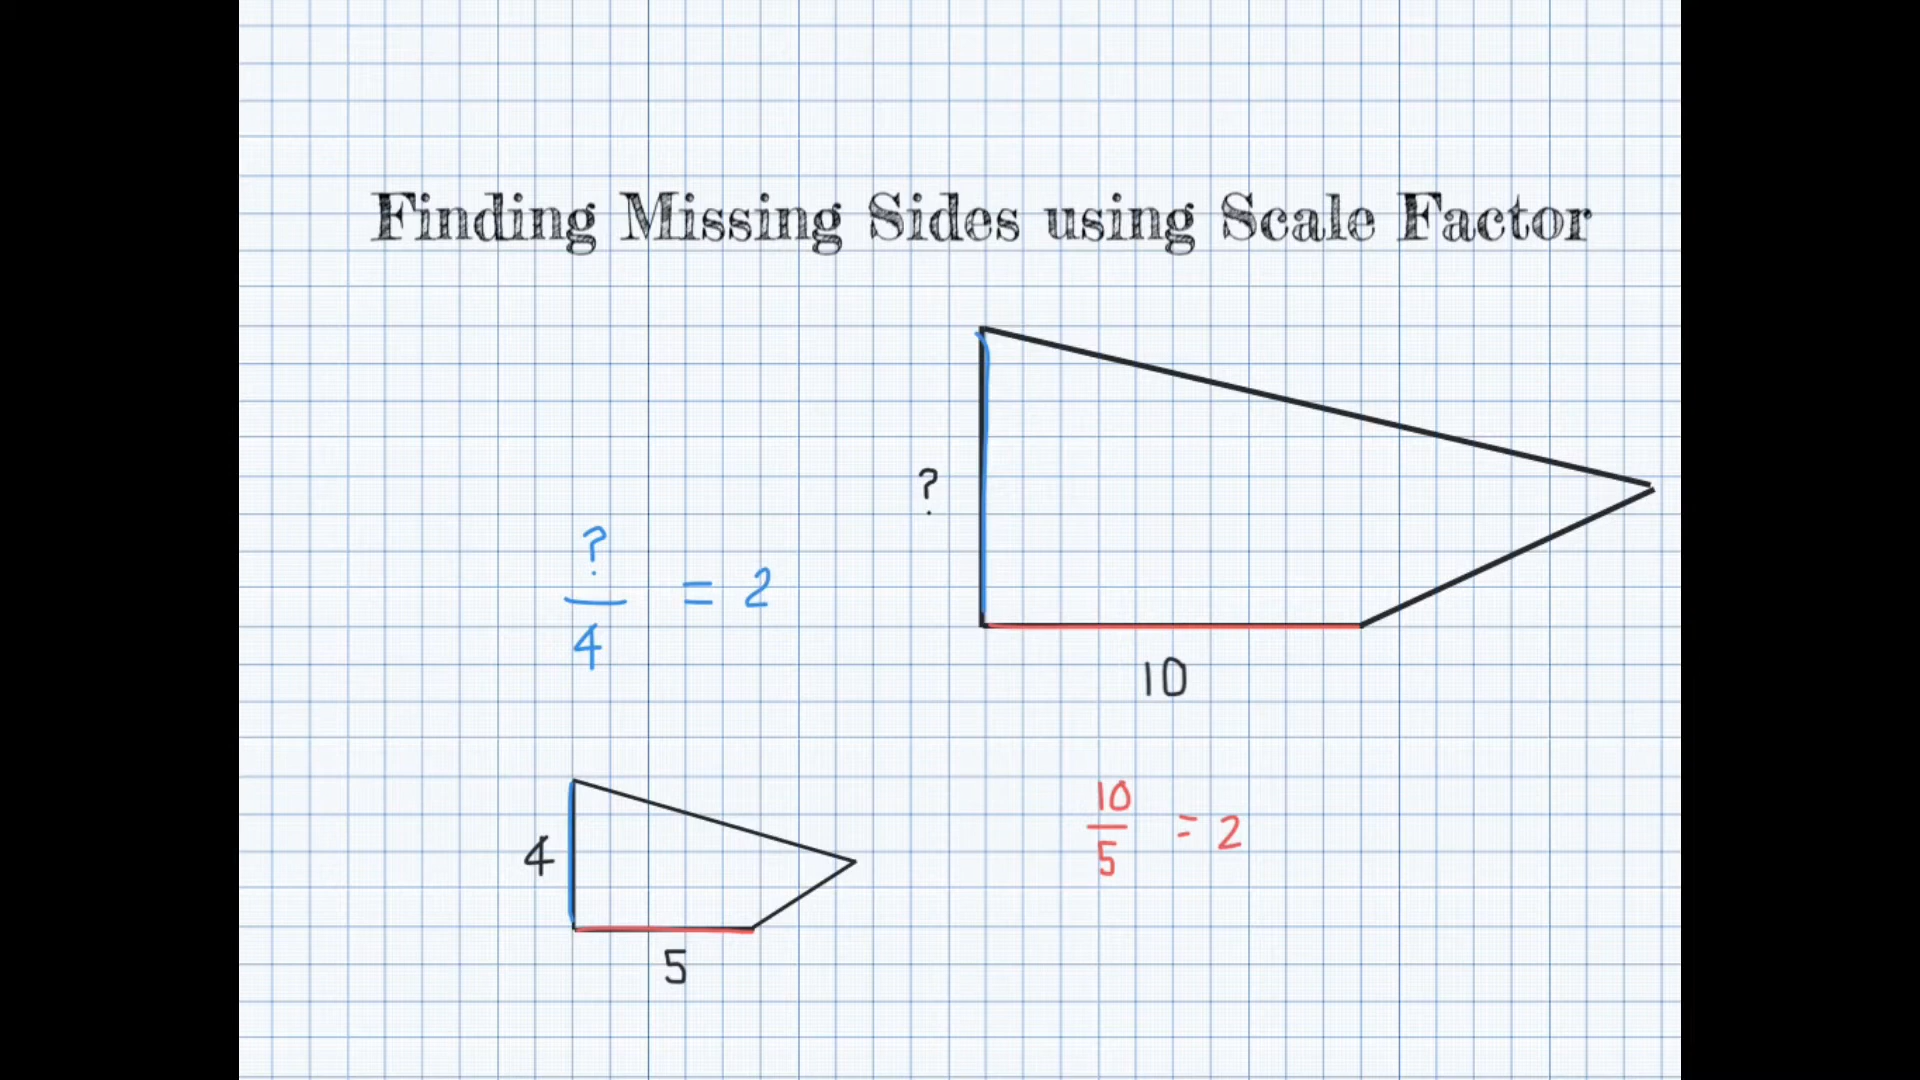 Finding Missing Sides using Scale Factor
?
? / 4 = 2
10
10 / 5 = 2
4
5